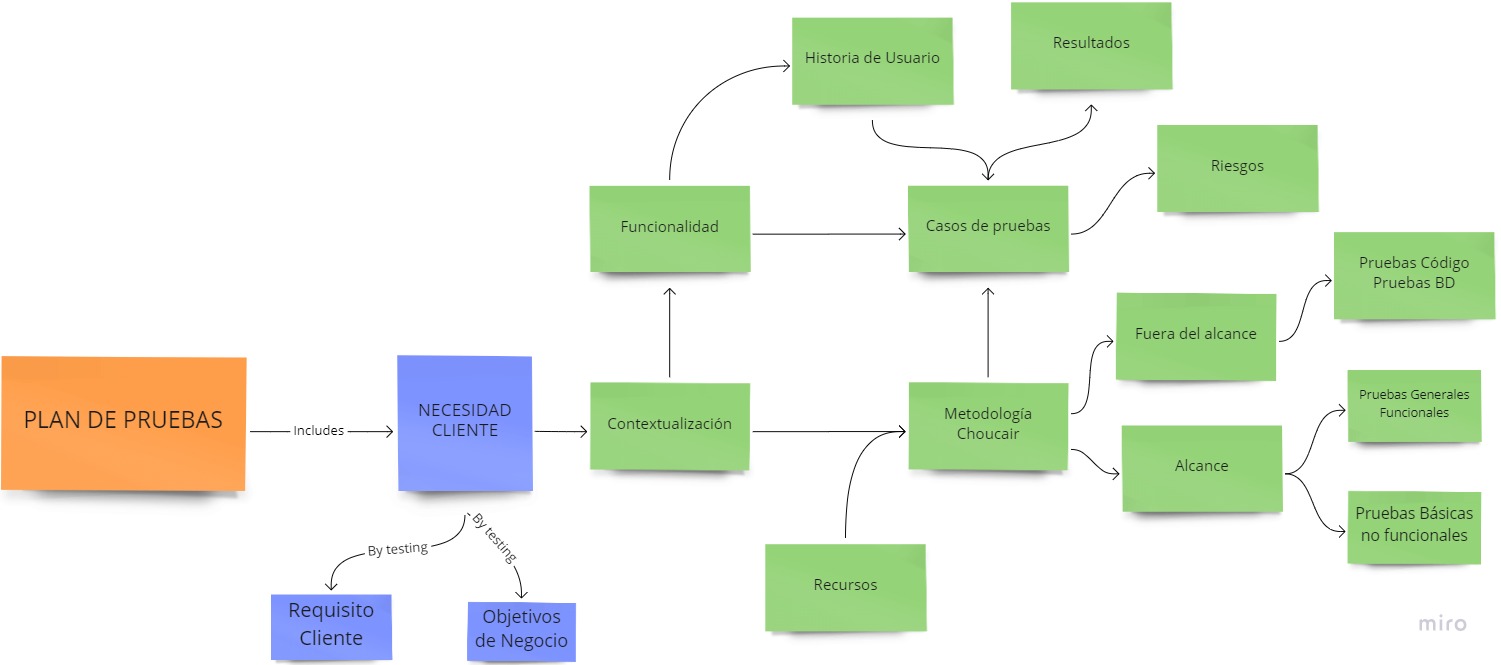 Historia de Usuario
Resultados
Riesgos
Funcionalidad
Casos de pruebas
Pruebas Código
Pruebas BD
Fuera del alcance
PLAN DE PRUEBAS
Includes
NECESIDAD
CLIENTE
Contextualización
Metodología
Choucair
Pruebas Generales
Funcionales
Alcance
Pruebas Básicas
no funcionales
By testing
By testing
Recursos
Requisito
Cliente
Objetivos
de Negocio
miro